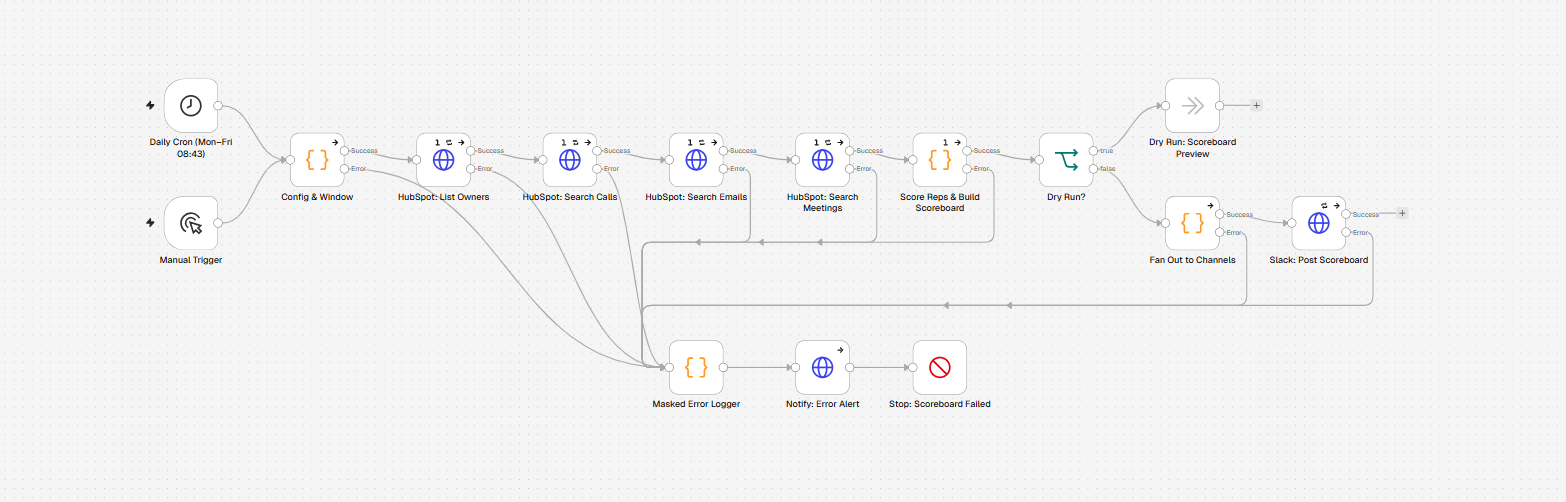 Daily Cron (Mon–Fri
08:43)
Manual Trigger
Success
Error
Config & Window
1
Success
Error
HubSpot: List Owners
1
Success
Error
HubSpot: Search Calls
1
Success
Error
HubSpot: Search Emails
1
Success
Error
HubSpot: Search
Meetings
1
Success
Error
Score Reps & Build
Scoreboard
true
false
Dry Run?
Dry Run: Scoreboard
Preview
Success
Error
Fan Out to Channels
Success
Error
Slack: Post Scoreboard
Masked Error Logger
Notify: Error Alert
Stop: Scoreboard Failed